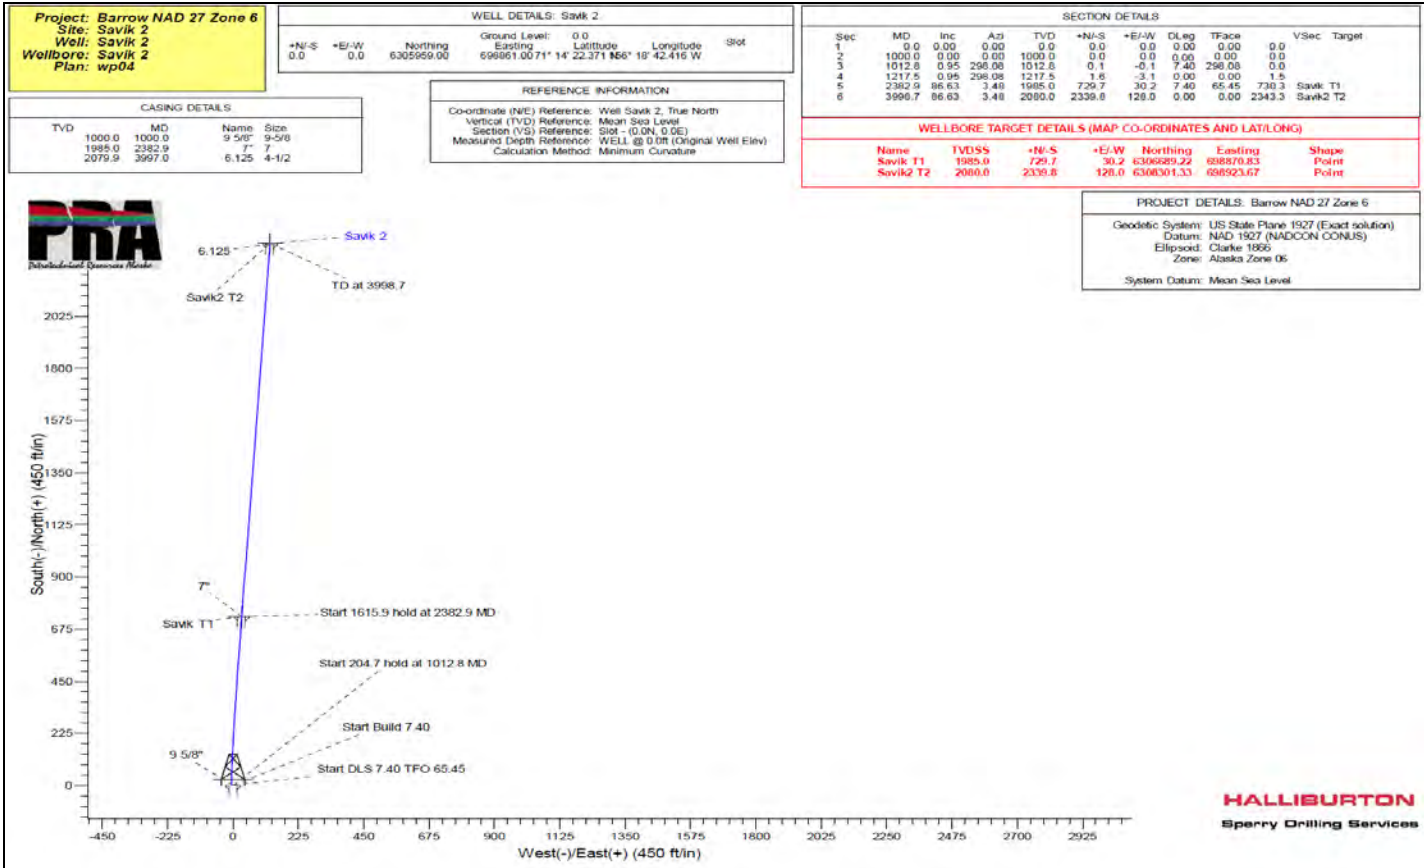 Project: Barrow NAD 27 Zone 6
Site: Savik 2
Well: Savik 2
Wellbore: Savik 2
Plan: wp04
WELL DETAILS: Savik 2
Ground Level: 0.0
+N/-S +E/-W Northing Easting Latittude Longitude Slot
0.0 0.0 6305959.00 698861.00 71° 14' 22.371 N 156° 18' 42.416 W
SECTION DETAILS
Sec MD Inc Azi TVD +N/-S +E/-W DLeg TFace VSec Target
1 0.0 0.00 0.00 0.0 0.0 0.0 0.00 0.00 0.0
2 1000.0 0.00 0.00 1000.0 0.0 0.0 0.00 0.00 0.0
3 1012.8 0.95 298.08 1012.8 0.1 -0.1 7.40 298.08 0.0
4 1217.5 0.95 298.08 1217.5 1.6 -3.1 0.00 0.00 1.5
5 2382.9 86.63 3.48 1985.0 729.7 30.2 7.40 65.45 730.3 Savik T1
6 3998.7 86.63 3.48 2080.0 2339.8 128.0 0.00 0.00 2343.3 Savik2 T2
REFERENCE INFORMATION
Co-ordinate (N/E) Reference: Well Savik 2, True North
Vertical (TVD) Reference: Mean Sea Level
Section (VS) Reference: Slot - (0.0N, 0.0E)
Measured Depth Reference: WELL @ 0.0ft (Original Well Elev)
Calculation Method: Minimum Curvature
CASING DETAILS
TVD MD Name Size
1000.0 1000.0 9 5/8" 9-5/8
1985.0 2382.9 7" 7
2079.9 3997.0 6.125 4-1/2
WELLBORE TARGET DETAILS (MAP CO-ORDINATES AND LAT/LONG)
Name TVDSS +N/-S +E/-W Northing Easting Shape
Savik T1 1985.0 729.7 30.2 6306689.22 698870.83 Point
Savik2 T2 2080.0 2339.8 128.0 6308301.33 698923.67 Point
PROJECT DETAILS: Barrow NAD 27 Zone 6
Geodetic System: US State Plane 1927 (Exact solution)
Datum: NAD 1927 (NADCON CONUS)
Ellipsoid: Clarke 1866
Zone: Alaska Zone 06
System Datum: Mean Sea Level
PRA
Petrotechnical Resources Alaska
Savik 2
6.125
Savik2 T2
TD at 3998.7
7"
Savik T1
Start 1615.9 hold at 2382.9 MD
Start 204.7 hold at 1012.8 MD
Start Build 7.40
9 5/8"
Start DLS 7.40 TFO 65.45
South(-)/North(+) (450 ft/in)
2025
1800
1575
1350
1125
900
675
450
225
0
-450 -225 0 225 450 675 900 1125 1350 1575 1800 2025 2250 2475 2700 2925
West(-)/East(+) (450 ft/in)
HALLIBURTON
Sperry Drilling Services